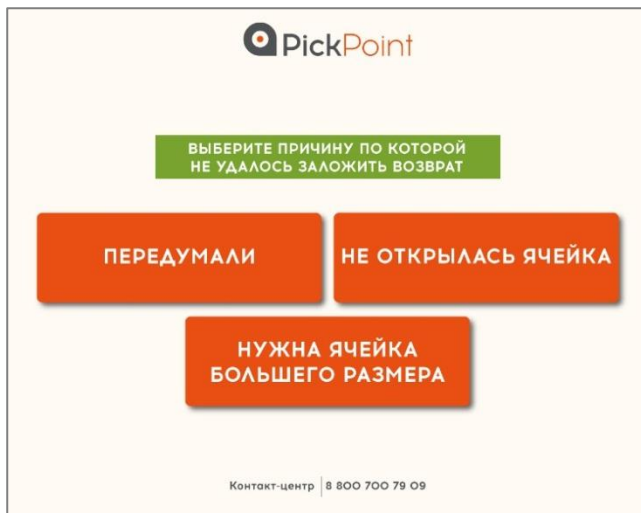 PickPoint
ВЫБЕРИТЕ ПРИЧИНУ ПО КОТОРОЙ
НЕ УДАЛОСЬ ЗАЛОЖИТЬ ВОЗВРАТ
ПЕРЕДУМАЛИ
НЕ ОТКРЫЛАСЬ ЯЧЕЙКА
НУЖНА ЯЧЕЙКА
БОЛЬШЕГО РАЗМЕРА
Контакт-центр | 8 800 700 79 09